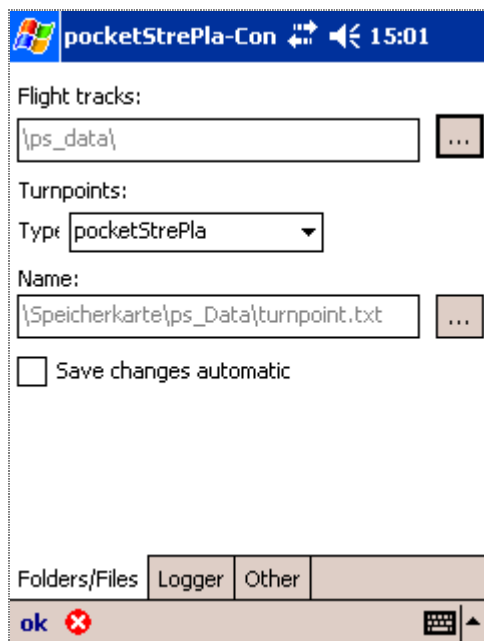 pocketStrePla-Con 15:01
Flight tracks:
\ps_data\
...
Turnpoints:
Type pocketStrePla
Name:
\Speicherkarte\ps_Data\turnpoint.txt
...
Save changes automatic
Folders/Files Logger Other
ok